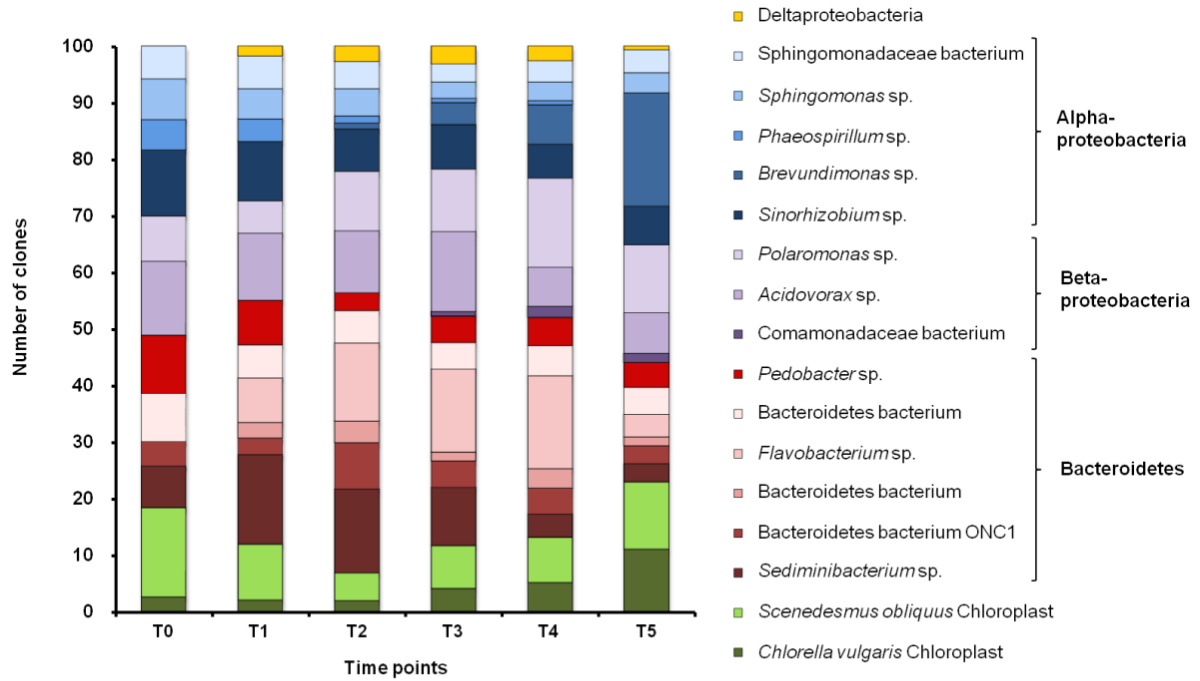 Number of clones
100
90
80
70
60
50
40
30
20
10
0
T0 T1 T2 T3 T4 T5
Time points
Deltaproteobacteria
Sphingomonadaceae bacterium
Sphingomonas sp.
Phaeospirillum sp.
Brevundimonas sp.
Sinorhizobium sp.
Polaromonas sp.
Acidovorax sp.
Comamonadaceae bacterium
Pedobacter sp.
Bacteroidetes bacterium
Flavobacterium sp.
Bacteroidetes bacterium
Bacteroidetes bacterium ONC1
Sediminibacterium sp.
Scenedesmus obliquus Chloroplast
Chlorella vulgaris Chloroplast
Alpha-
proteobacteria
Beta-
proteobacteria
Bacteroidetes